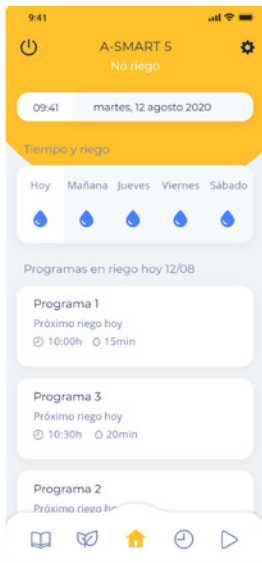 9:41
A-SMART 5
No riego
09:41 martes, 12 agosto 2020
Tiempo y riego
Hoy Mañana Jueves Viernes Sábado
Programas en riego hoy 12/08
Programa 1
Próximo riego hoy
10:00h 15min
Programa 3
Próximo riego hoy
10:30h 20min
Programa 2
Próximo riego